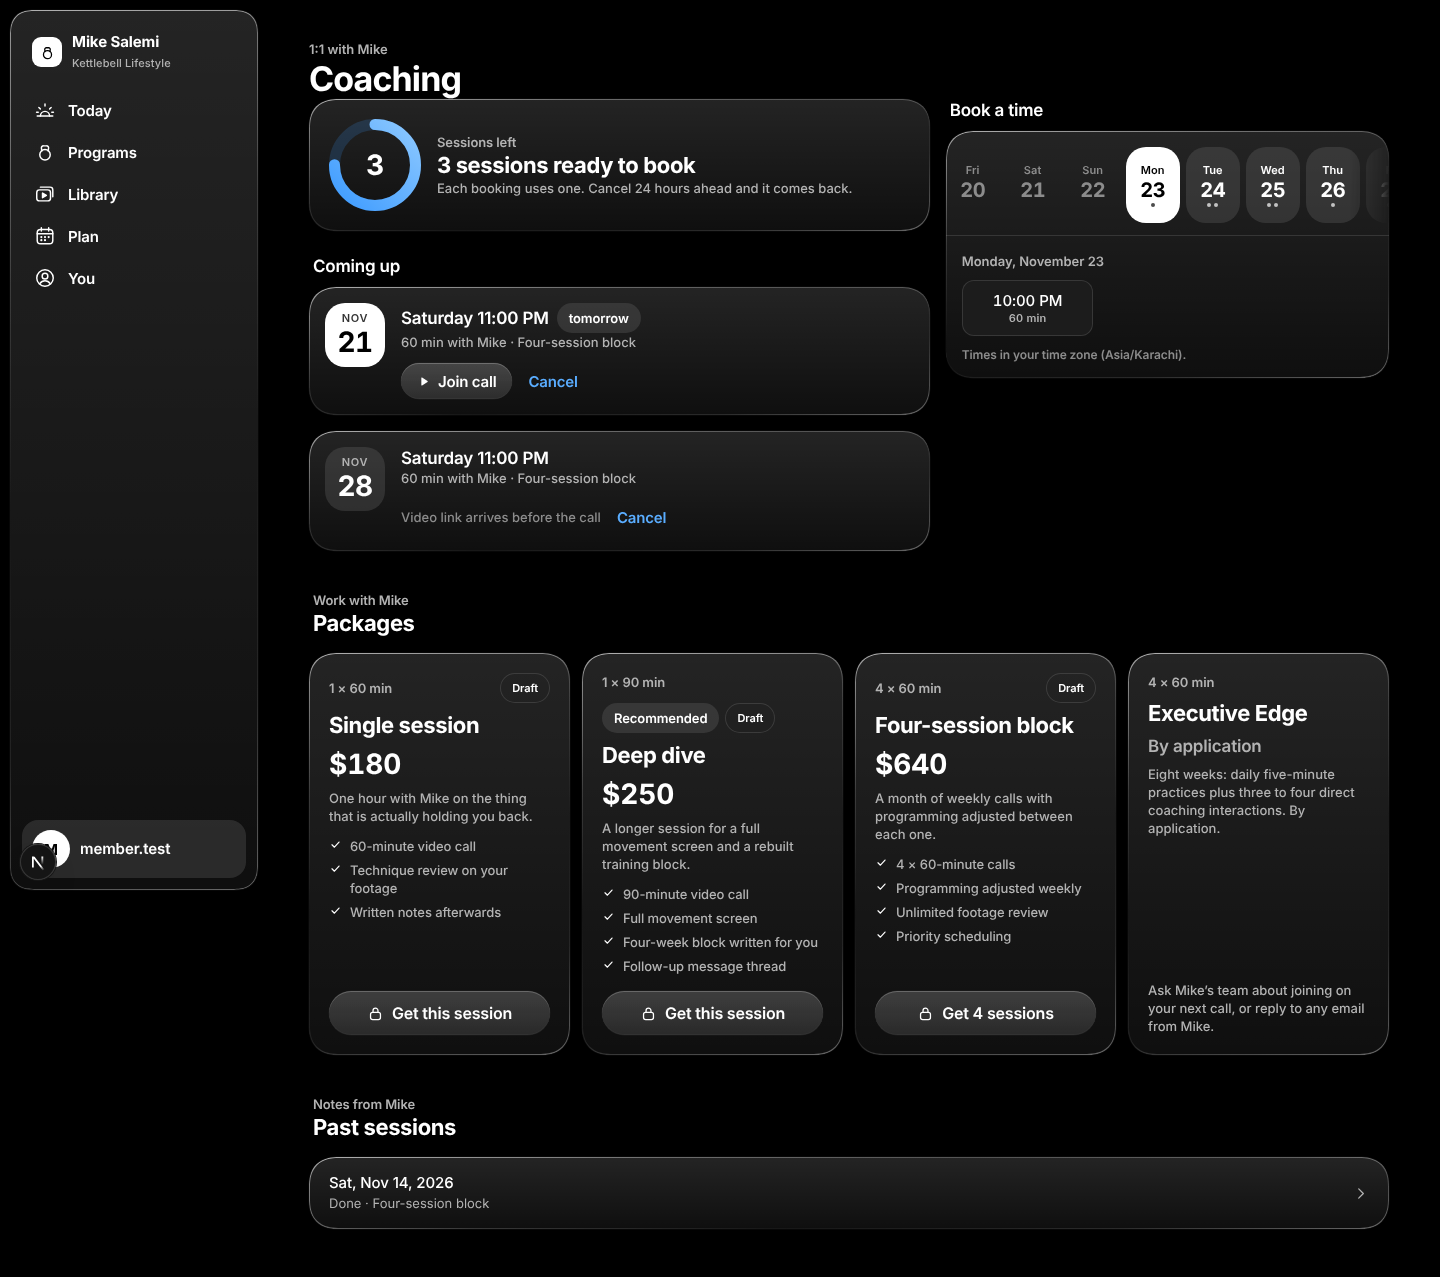 Mike Salemi
Kettlebell Lifestyle
Today
Programs
Library
Plan
You
member.test
1:1 with Mike
Coaching
3
Sessions left
3 sessions ready to book
Each booking uses one. Cancel 24 hours ahead and it comes back.
Coming up
NOV
21
Saturday 11:00 PM tomorrow
60 min with Mike · Four-session block
Join call Cancel
NOV
28
Saturday 11:00 PM
60 min with Mike · Four-session block
Video link arrives before the call Cancel
Book a time
Fri Sat Sun Mon Tue Wed Thu
20 21 22 23 24 25 26
Monday, November 23
10:00 PM
60 min
Times in your time zone (Asia/Karachi).
Work with Mike
Packages
1 × 60 min Draft
Single session
$180
One hour with Mike on the thing
that is actually holding you back.
60-minute video call
Technique review on your
footage
Written notes afterwards
Get this session
1 × 90 min
Recommended Draft
Deep dive
$250
A longer session for a full
movement screen and a rebuilt
training block.
90-minute video call
Full movement screen
Four-week block written for you
Follow-up message thread
Get this session
4 × 60 min Draft
Four-session block
$640
A month of weekly calls with
programming adjusted between
each one.
4 × 60-minute calls
Programming adjusted weekly
Unlimited footage review
Priority scheduling
Get 4 sessions
4 × 60 min
Executive Edge
By application
Eight weeks: daily five-minute
practices plus three to four direct
coaching interactions. By
application.
Ask Mike’s team about joining on
your next call, or reply to any email
from Mike.
Notes from Mike
Past sessions
Sat, Nov 14, 2026
Done · Four-session block